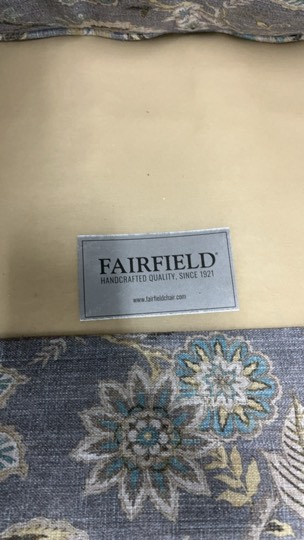 FAIRFIELD®
HANDCRAFTED QUALITY. SINCE 1921
www.fairfieldchair.com